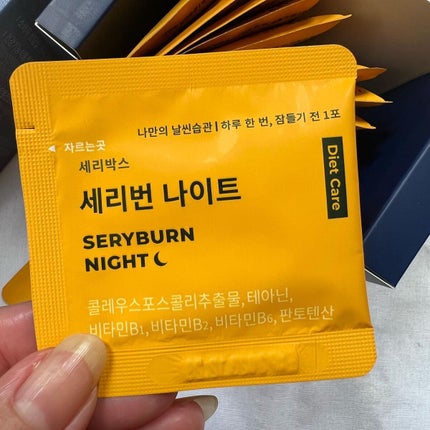 나만의 날씬습관 | 하루 한 번, 잠들기 전 1포
◀ 자르는곳
세리박스
세리번 나이트
Diet Care
SERYBURN
NIGHT
콜레우스포스콜리추출물, 테아닌,
비타민B₁, 비타민B₂, 비타민B₆, 판토텐산